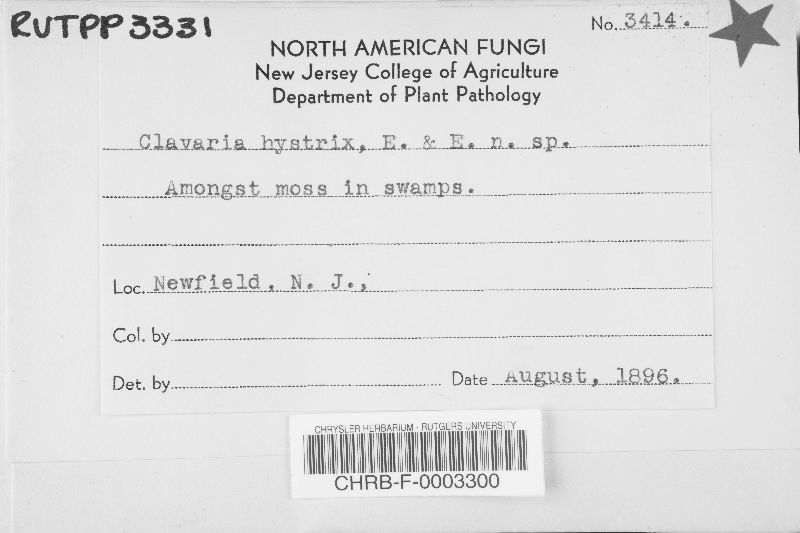 RUTPP3331
No. 3414.
NORTH AMERICAN FUNGI
New Jersey College of Agriculture
Department of Plant Pathology
Clavaria hystrix, E. & E. n. sp.
Amongst moss in swamps.
Loc. Newfield, N. J.,
Col. by
Det. by
Date August, 1896.
CHRYSLER HERBARIUM - RUTGERS UNIVERSITY
CHRB-F-0003300